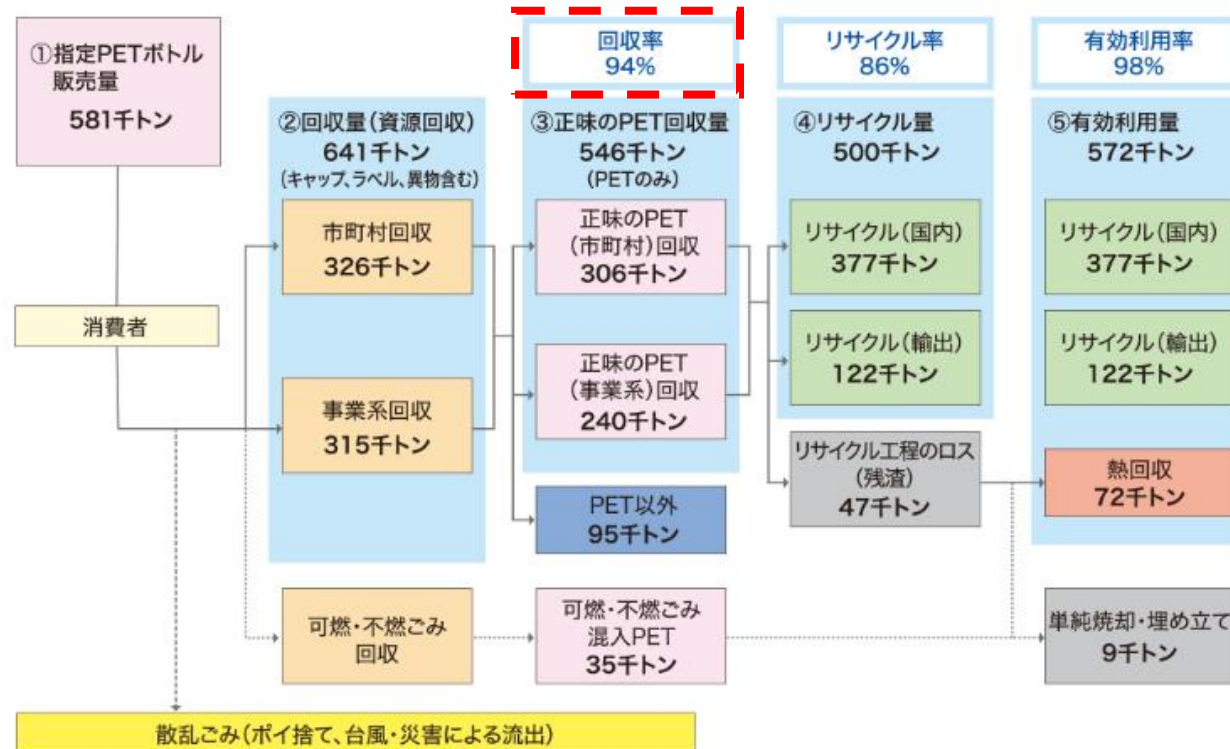 ①指定PETボトル
販売量
581千トン
消費者
②回収量(資源回収)
641千トン
(キャップ、ラベル、異物含む)
市町村回収
326千トン
事業系回収
315千トン
可燃・不燃ごみ
回収
回収率
94%
③正味のPET回収量
546千トン
(PETのみ)
正味のPET
(市町村)回収
306千トン
正味のPET
(事業系)回収
240千トン
PET以外
95千トン
可燃・不燃ごみ
混入PET
35千トン
リサイクル率
86%
④リサイクル量
500千トン
リサイクル(国内)
377千トン
リサイクル(輸出)
122千トン
リサイクル工程のロス
(残渣)
47千トン
有効利用率
98%
⑤有効利用量
572千トン
リサイクル(国内)
377千トン
リサイクル(輸出)
122千トン
熱回収
72千トン
単純焼却・埋め立て
9千トン
散乱ごみ(ポイ捨て、台風・災害による流出)